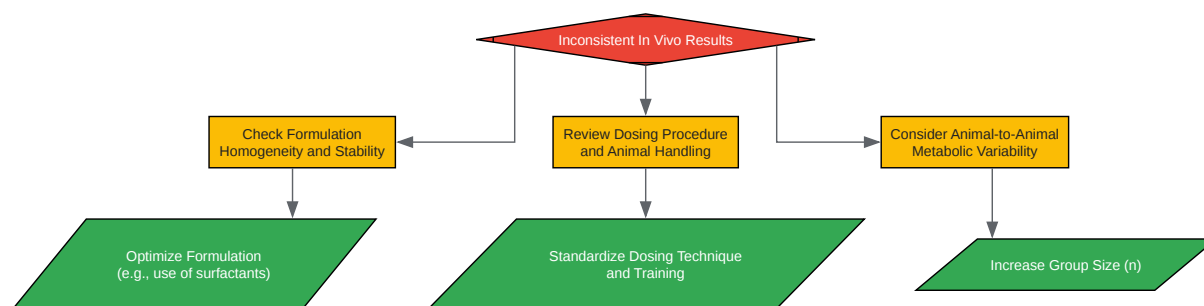 Inconsistent In Vivo Results
Check Formulation
Homogeneity and Stability
Review Dosing Procedure
and Animal Handling
Consider Animal-to-Animal
Metabolic Variability
Optimize Formulation
(e.g., use of surfactants)
Standardize Dosing Technique
and Training
Increase Group Size (n)